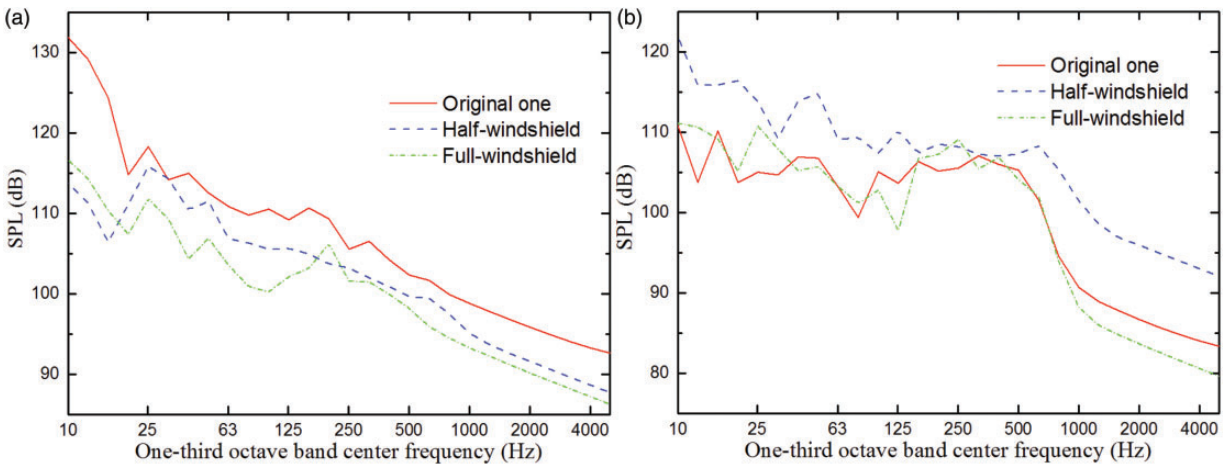 (a)
130
120
110
100
90
SPL (dB)
Original one
Half-windshield
Full-windshield
10 25 63 125 250 500 1000 2000 4000
One-third octave band center frequency (Hz)
(b)
120
110
100
90
80
SPL (dB)
Original one
Half-windshield
Full-windshield
10 25 63 125 250 500 1000 2000 4000
One-third octave band center frequency (Hz)